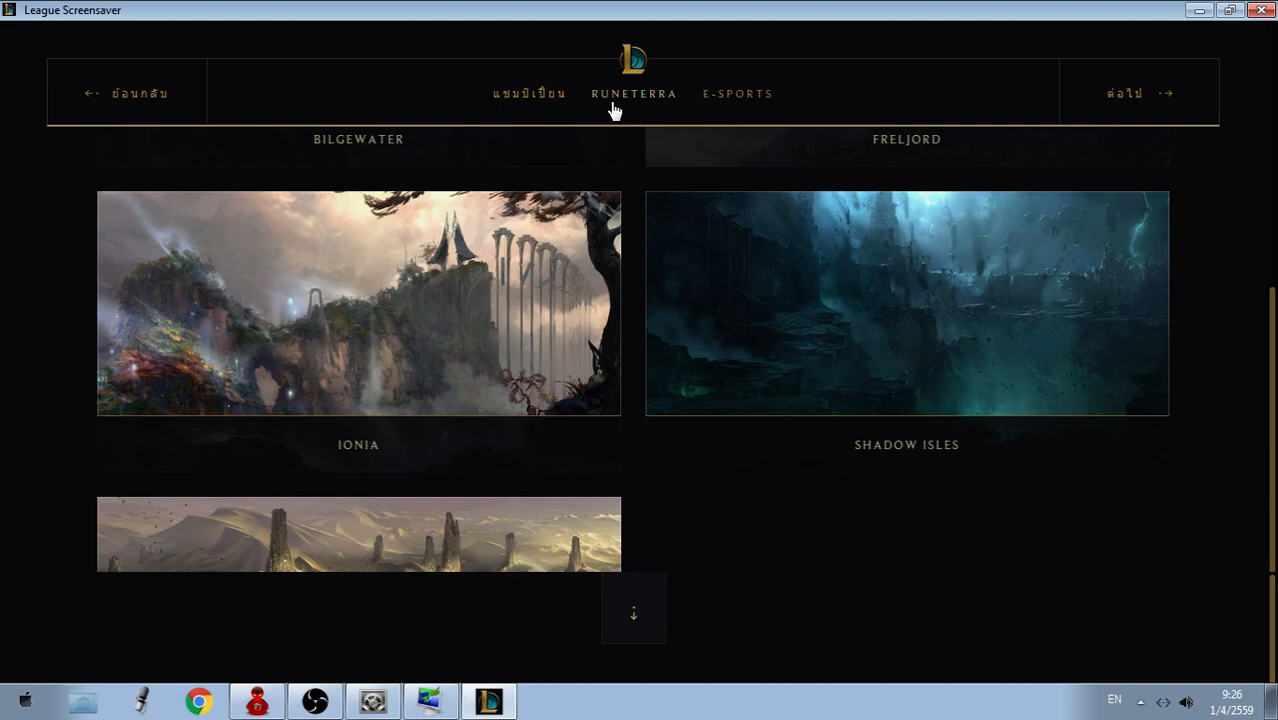 League Screensaver
ย้อนกลับ
แชมป์เปี้ยน
RUNETERRA
E-SPORTS
ต่อไป
BILGEWATER
FRELJORD
IONIA
SHADOW ISLES
EN
9:26
1/4/2559